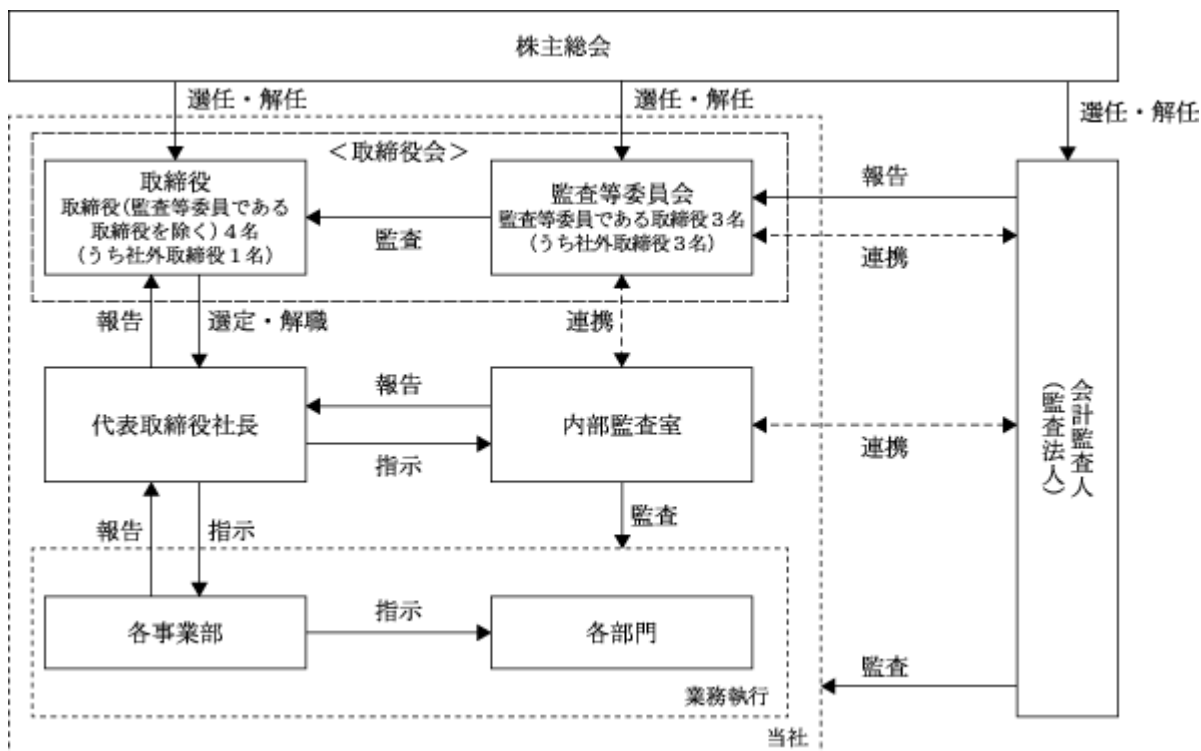 株主総会
選任・解任
選任・解任
選任・解任
<取締役会>
取締役
取締役(監査等委員である
取締役を除く)4名
(うち社外取締役1名)
監査
監査等委員会
監査等委員である取締役3名
(うち社外取締役3名)
報告
連携
報告
選定・解職
連携
代表取締役社長
報告
指示
内部監査室
連携
会計監査人
(監査法人)
報告
指示
監査
各事業部
指示
各部門
監査
業務執行
当社